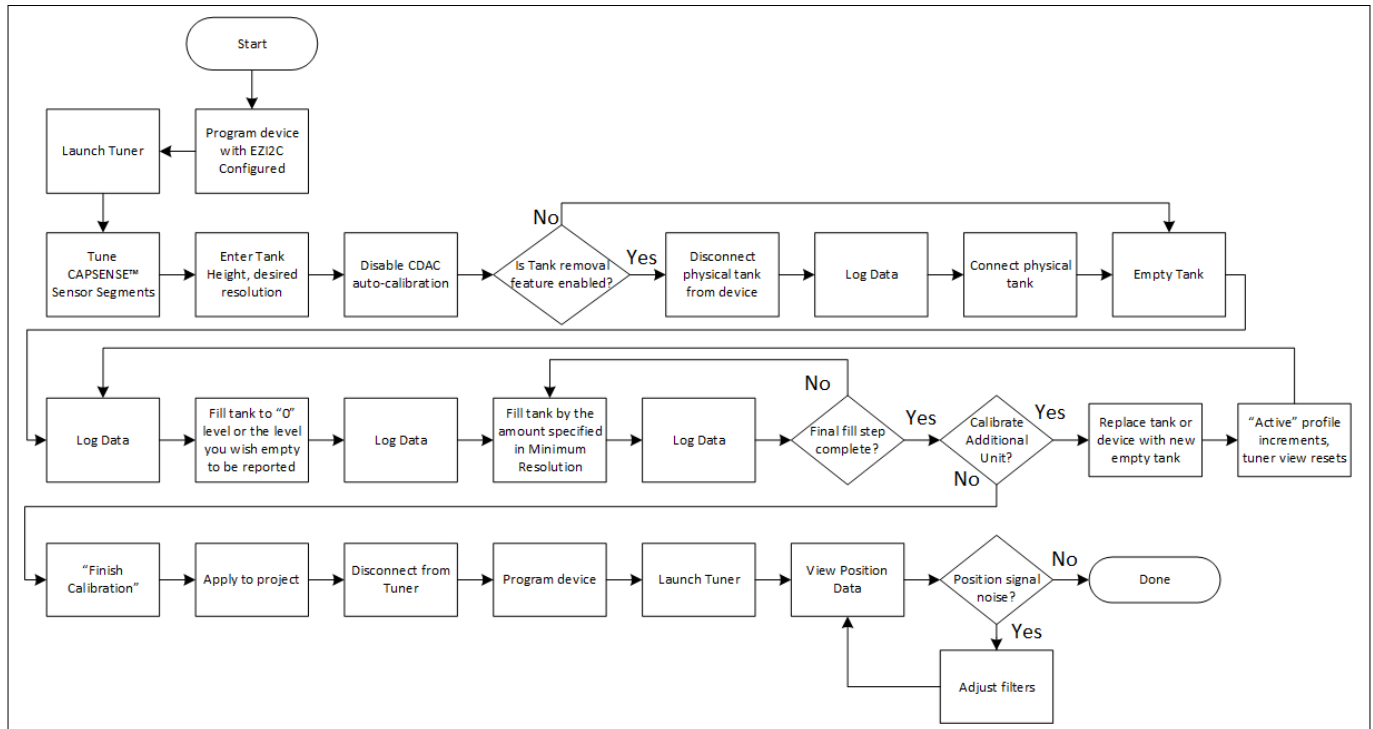 Start
Launch Tuner
Program device
with EZI2C
Configured
No
Tune
CAPSENSE™
Sensor Segments
Enter Tank
Height, desired
resolution
Disable CDAC
auto-calibration
Is Tank removal
feature enabled?
Yes
Disconnect
physical tank
from device
Log Data
Connect physical
tank
Empty Tank
Log Data
Fill tank to “0”
level or the level
you wish empty
to be reported
Log Data
Fill tank by the
amount specified
in Minimum
Resolution
Log Data
No
Final fill step
complete?
Yes
Calibrate
Additional
Unit?
Yes
No
Replace tank or
device with new
empty tank
“Active” profile
increments,
tuner view resets
“Finish
Calibration”
Apply to project
Disconnect from
Tuner
Program device
Launch Tuner
View Position
Data
Position signal
noise?
No
Done
Yes
Adjust filters